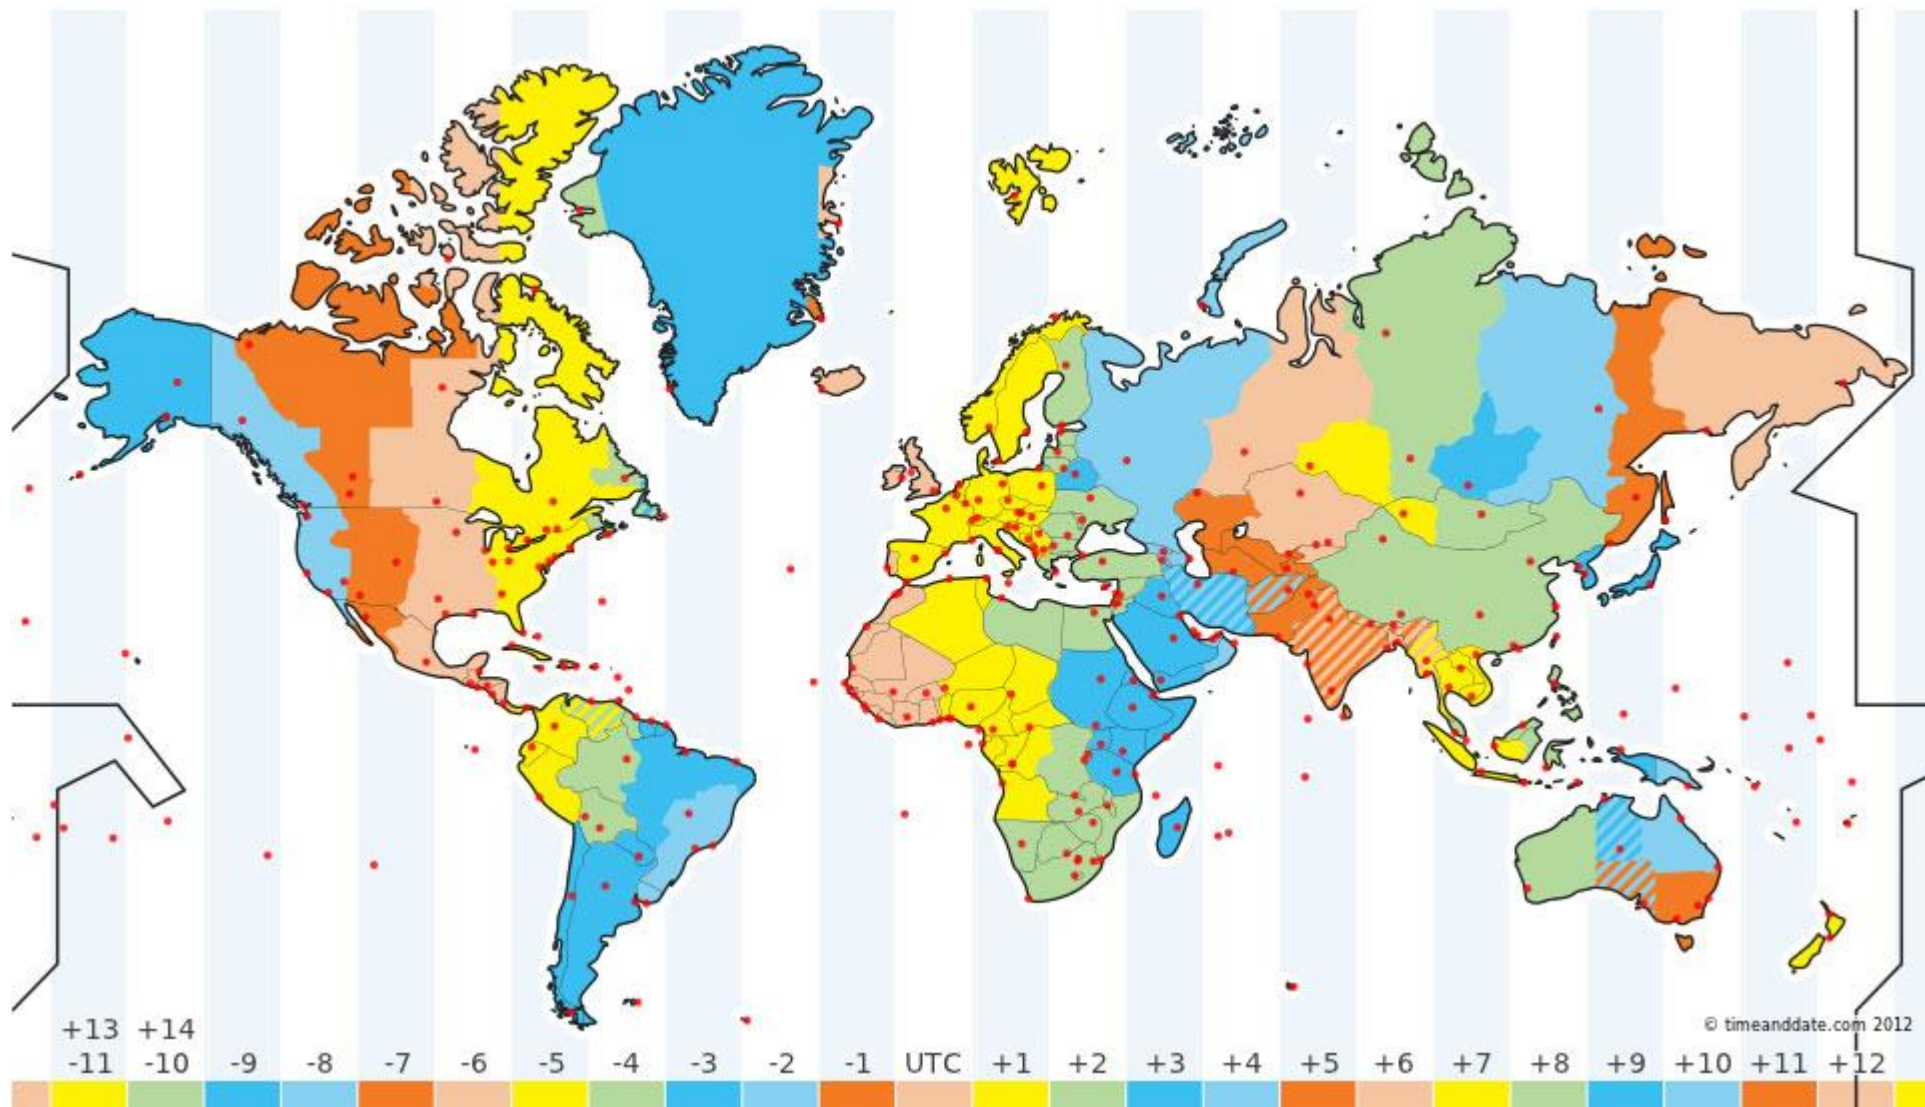 © timeanddate.com 2012
+13 +14
-11 -10 -9 -8 -7 -6 -5 -4 -3 -2 -1 UTC +1 +2 +3 +4 +5 +6 +7 +8 +9 +10 +11 +12